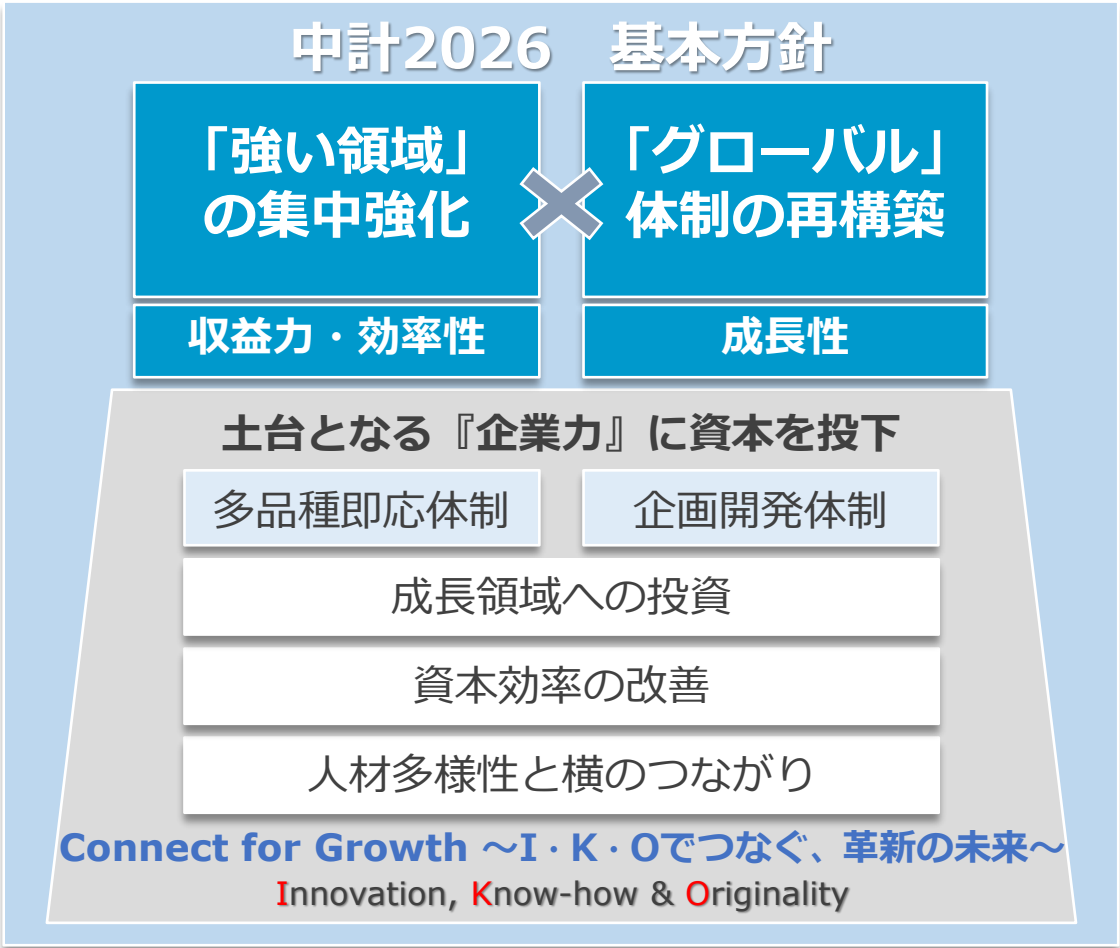 中計2026　基本方針
「強い領域」
の集中強化
「グローバル」
体制の再構築
収益力・効率性
成長性
土台となる『企業力』に資本を投下
多品種即応体制
企画開発体制
成長領域への投資
資本効率の改善
人材多様性と横のつながり
Connect for Growth ～I・K・Oでつなぐ、革新の未来～
Innovation, Know-how & Originality